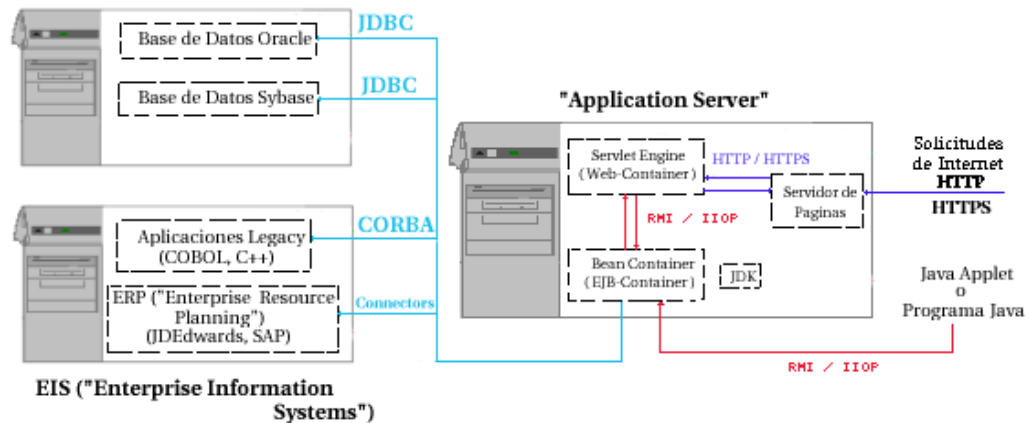 JDBC
Base de Datos Oracle
JDBC
Base de Datos Sybase
"Application Server"
Servlet Engine
(Web-Container)
HTTP / HTTPS
Servidor de
Paginas
Solicitudes
de Internet
HTTP
HTTPS
RMI / IIOP
CORBA
Aplicaciones Legacy
(COBOL, C++)
Bean Container
(EJB-Container)
JDK
Java Applet
o
Programa Java
ERP ("Enterprise Resource
Planning")
(JDEdwards, SAP)
Connectors
RMI / IIOP
EIS ("Enterprise Information
Systems")